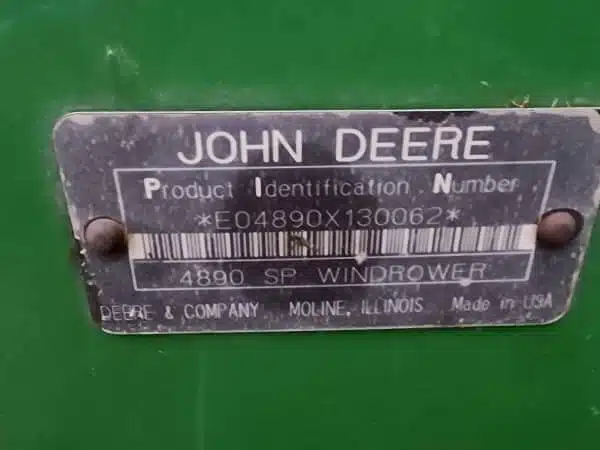 JOHN DEERE
Product Identification Number
*E04890X130062*
4890 SP WINDROWER
DEERE & COMPANY MOLINE, ILLINOIS Made in USA